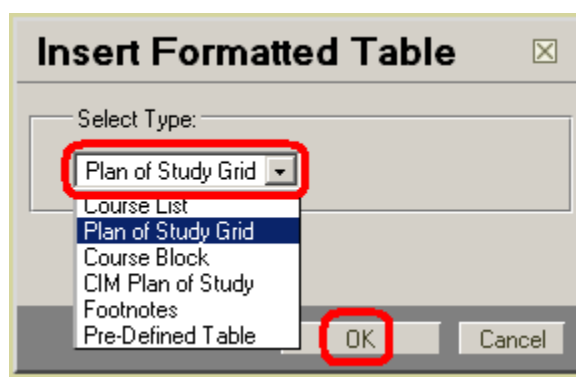 Insert Formatted Table
Select Type:
Plan of Study Grid
Course List
Plan of Study Grid
Course Block
CIM Plan of Study
Footnotes
Pre-Defined Table
OK Cancel